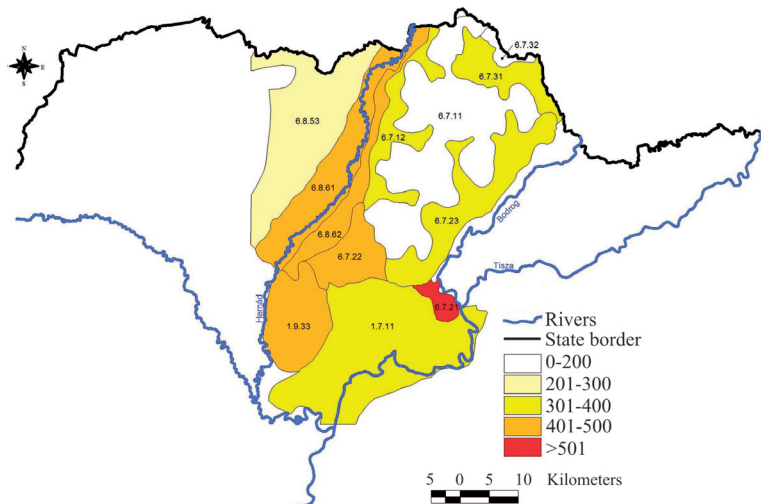 N
E
S
6.7.32
6.7.31
6.8.53
6.7.11
6.7.12
6.8.61
6.7.23
Bodrog
6.8.62
6.7.22
Tisza
Hernád
6.7.21
1.9.33
1.7.11
Rivers
State border
0-200
201-300
301-400
401-500
>501
5 0 5 10 Kilometers